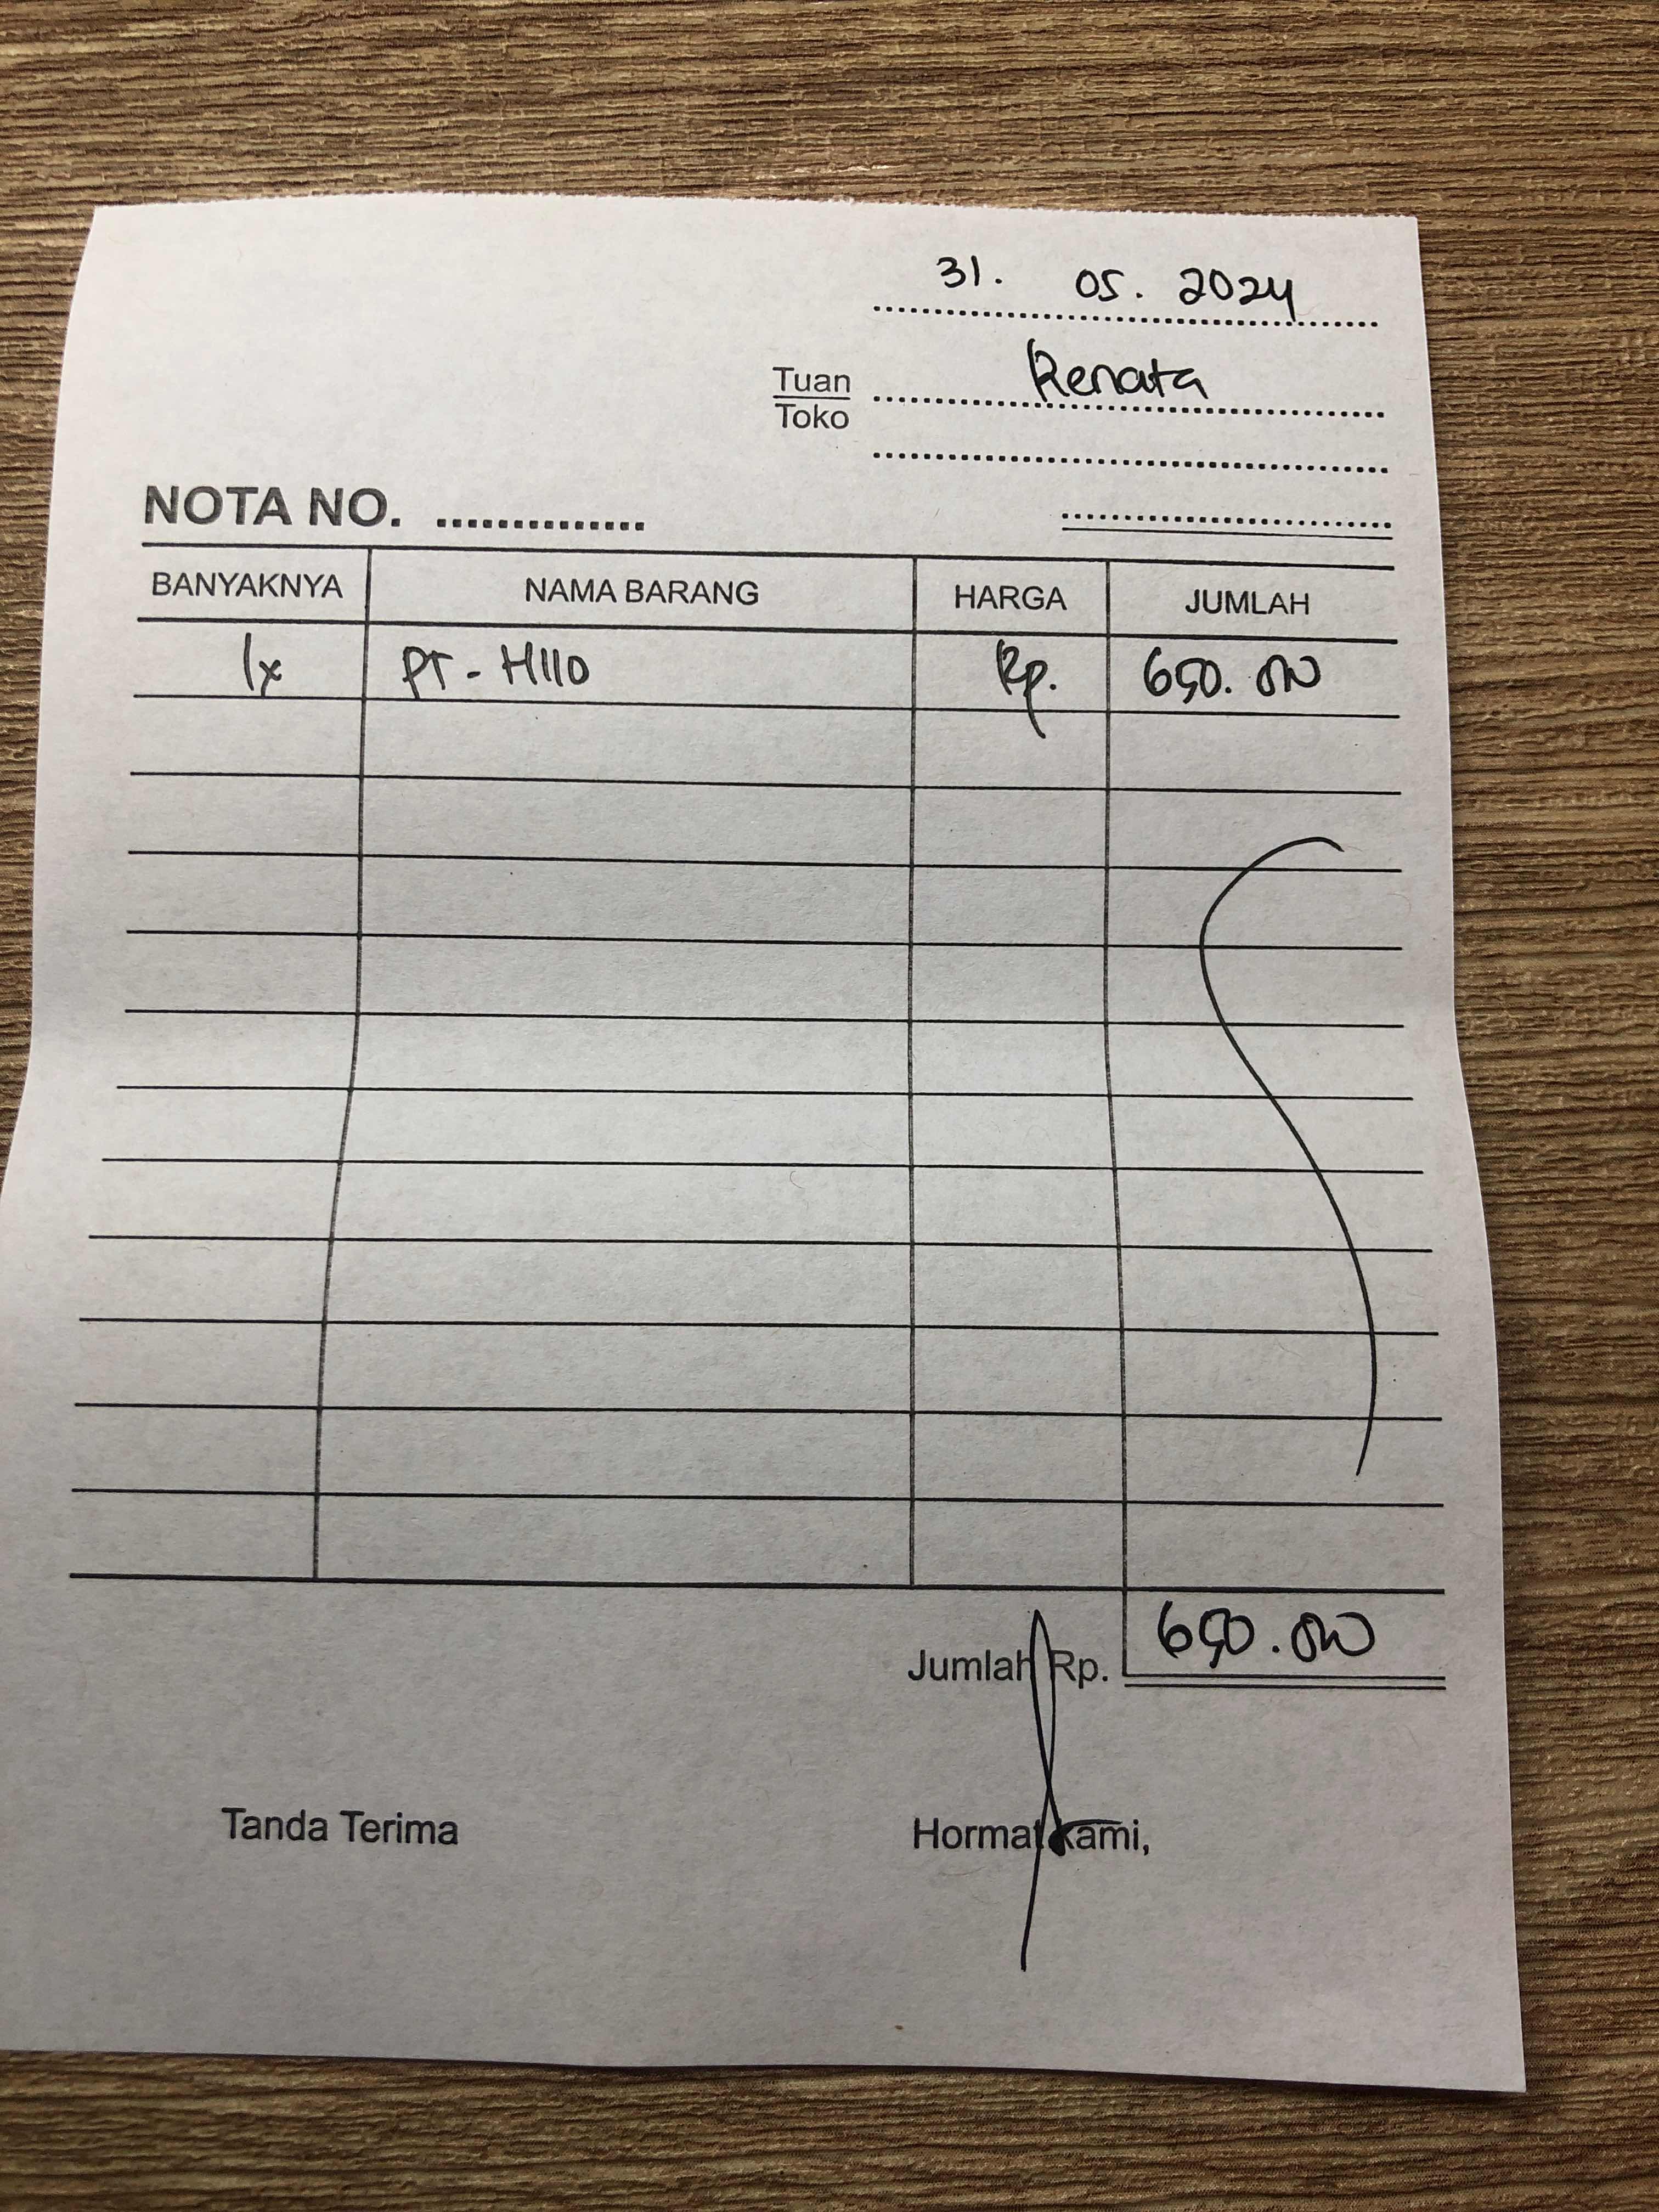 31. 05. 2024
Tuan Renata
Toko
NOTA NO. ...............
BANYAKNYA NAMA BARANG HARGA JUMLAH
1x PT-H110 Rp. 650.000
Jumlah Rp. 650.000
Tanda Terima Hormat kami,